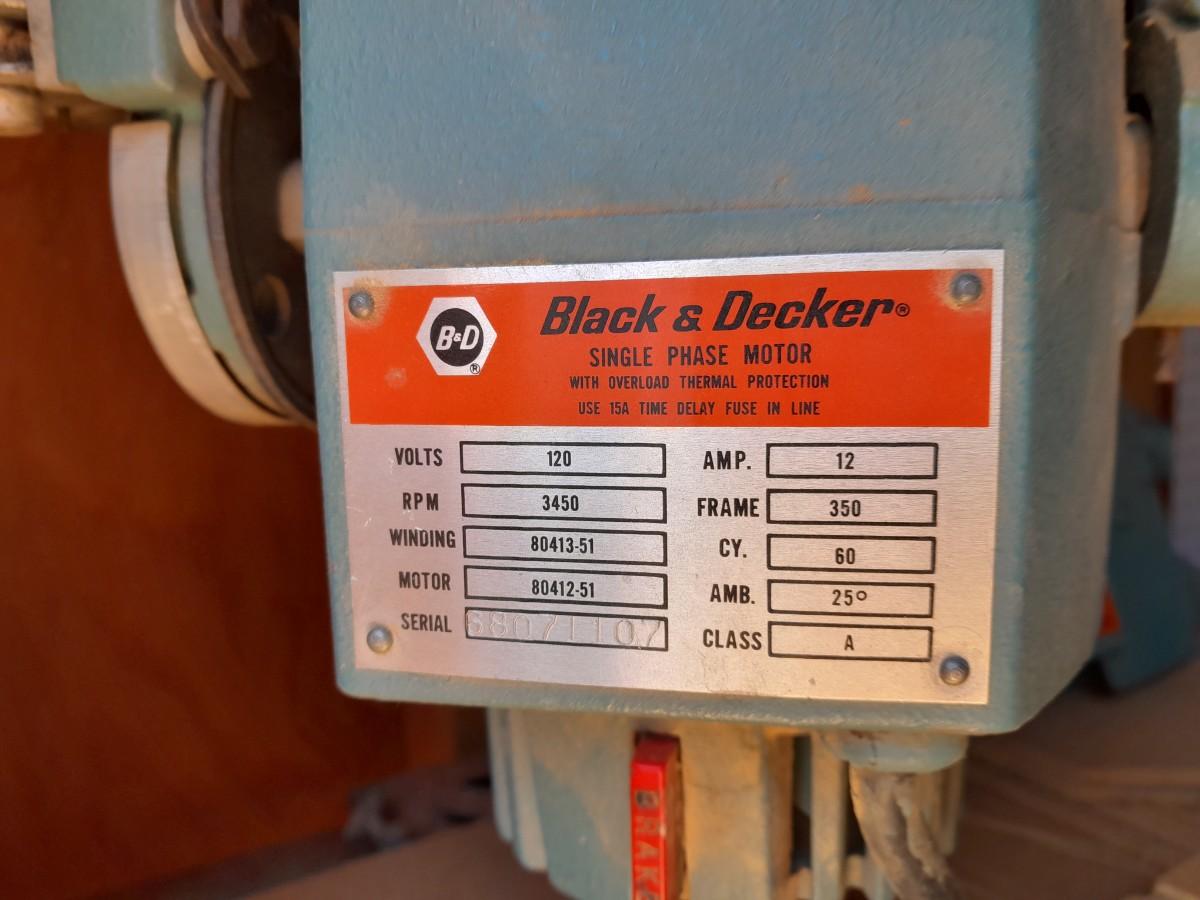 B&D
®
Black & Decker®
SINGLE PHASE MOTOR
WITH OVERLOAD THERMAL PROTECTION
USE 15A TIME DELAY FUSE IN LINE
VOLTS 120 AMP. 12
RPM 3450 FRAME 350
WINDING 80413-51 CY. 60
MOTOR 80412-51 AMB. 25°
SERIAL CLASS A